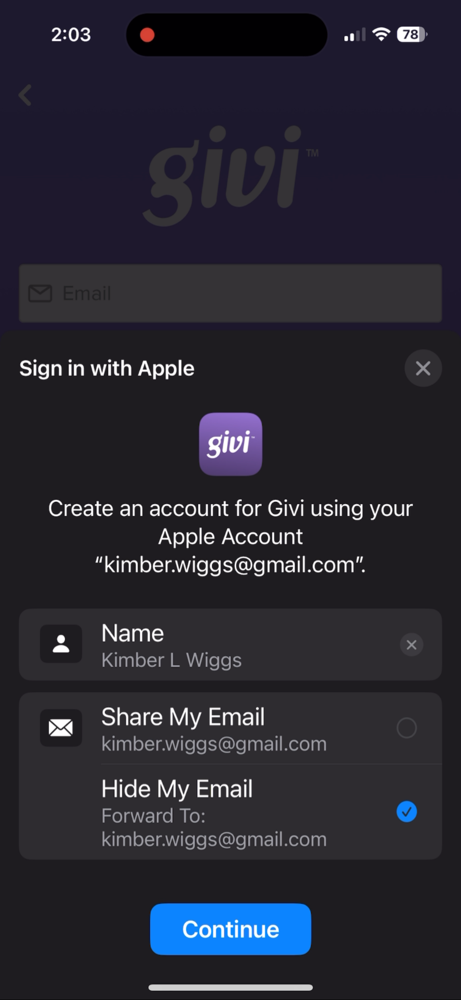 2:03
78
givi™
Email
Sign in with Apple
givi™
Create an account for Givi using your
Apple Account
“kimber.wiggs@gmail.com”.
Name
Kimber L Wiggs
Share My Email
kimber.wiggs@gmail.com
Hide My Email
Forward To:
kimber.wiggs@gmail.com
Continue